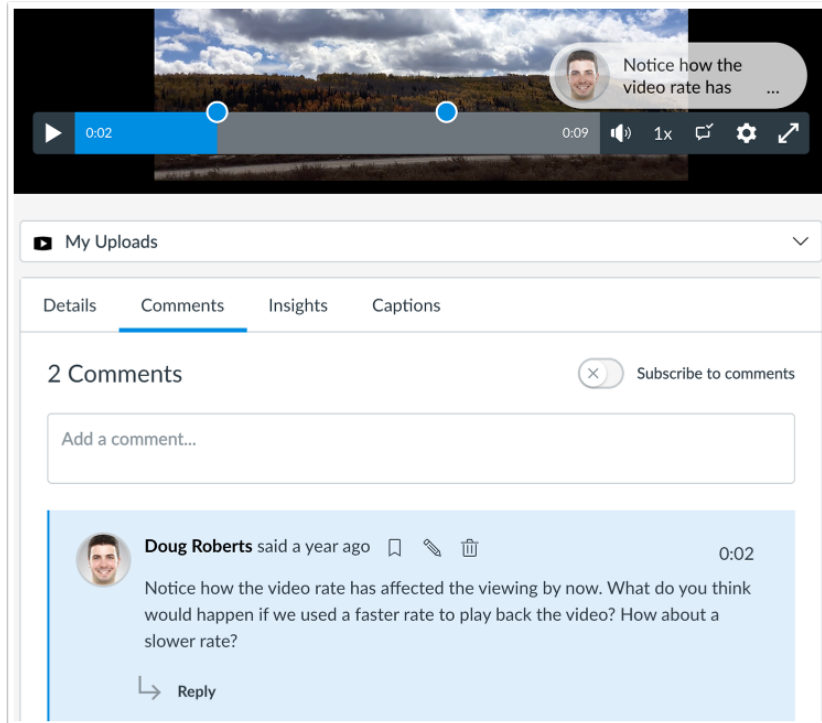 Notice how the
video rate has ...
0:02
0:09
1x
My Uploads
Details
Comments
Insights
Captions
2 Comments
Subscribe to comments
Add a comment...
Doug Roberts said a year ago
0:02
Notice how the video rate has affected the viewing by now. What do you think
would happen if we used a faster rate to play back the video? How about a
slower rate?
Reply